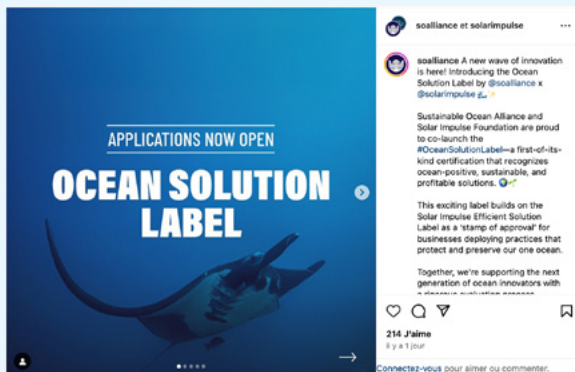 APPLICATIONS NOW OPEN
OCEAN SOLUTION
LABEL
soalliance et solarimpulse
soalliance A new wave of innovation
is here! Introducing the Ocean
Solution Label by @soalliance x
@solarimpulse
Sustainable Ocean Alliance and
Solar Impulse Foundation are proud
to co-launch the
#OceanSolutionLabel—a first-of-its-
kind certification that recognizes
ocean-positive, sustainable, and
profitable solutions.
This exciting label builds on the
Solar Impulse Efficient Solution
Label as a 'stamp of approval' for
businesses deploying practices that
protect and preserve our one ocean.
Together, we're supporting the next
generation of ocean innovators with
a rigorous evaluation process
214 J'aime
il y a 1 jour
Connectez-vous pour aimer ou commenter.